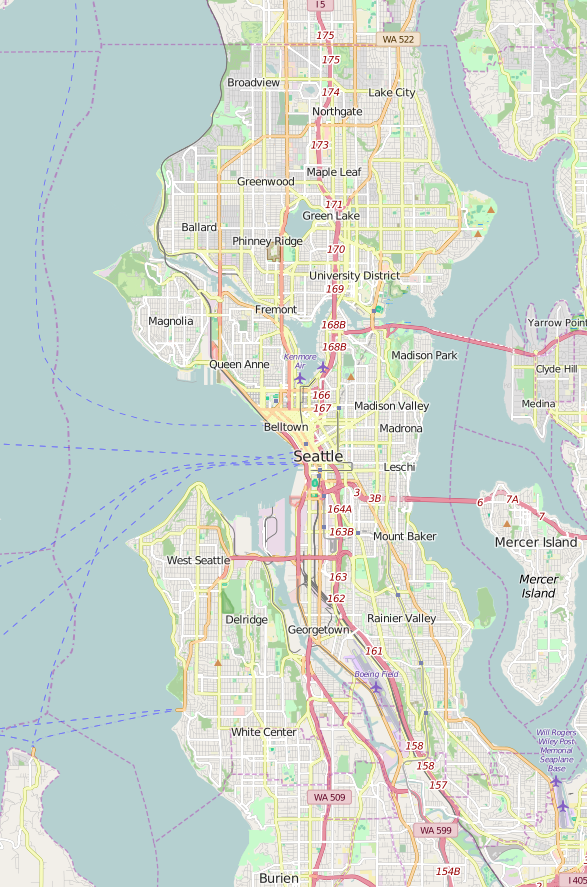 I 5
175
WA 522
175
Broadview
174
Lake City
Northgate
173
Maple Leaf
Greenwood
171
Green Lake
Ballard
Phinney Ridge
170
University District
169
Fremont
Magnolia
168B
Yarrow Point
168B
Kenmore
Air
Madison Park
Queen Anne
Clyde Hill
166
Medina
167
Madison Valley
Belltown
Madrona
Seattle
Leschi
3
3B
6
7A
164A
7
163B
Mount Baker
Mercer Island
West Seattle
163
Mercer
Island
162
Delridge
Rainier Valley
Georgetown
161
Boeing Field
White Center
Will Rogers
Wiley Post
Memorial
Seaplane
Base
158
158
157
WA 509
WA 599
154B
Burien
I 405